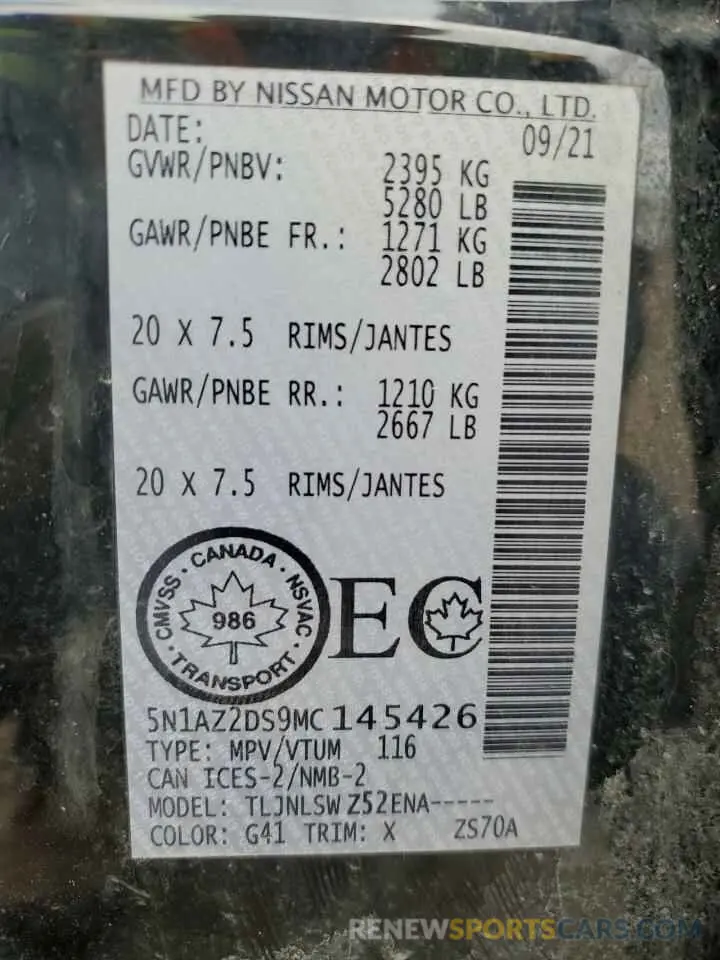 MFD BY NISSAN MOTOR CO., LTD.
DATE: 09/21
GVWR/PNBV: 2395 KG
5280 LB
GAWR/PNBE FR.: 1271 KG
2802 LB
20 X 7.5 RIMS/JANTES
GAWR/PNBE RR.: 1210 KG
2667 LB
20 X 7.5 RIMS/JANTES
CMVSS · CANADA · NSVAC
986
· TRANSPORT ·
EC
5N1AZ2DS9MC145426
TYPE: MPV/VTUM 116
CAN ICES-2/NMB-2
MODEL: TLJNLSW Z52ENA-----
COLOR: G41 TRIM: X ZS70A
RENEWSPORTSCARS.COM